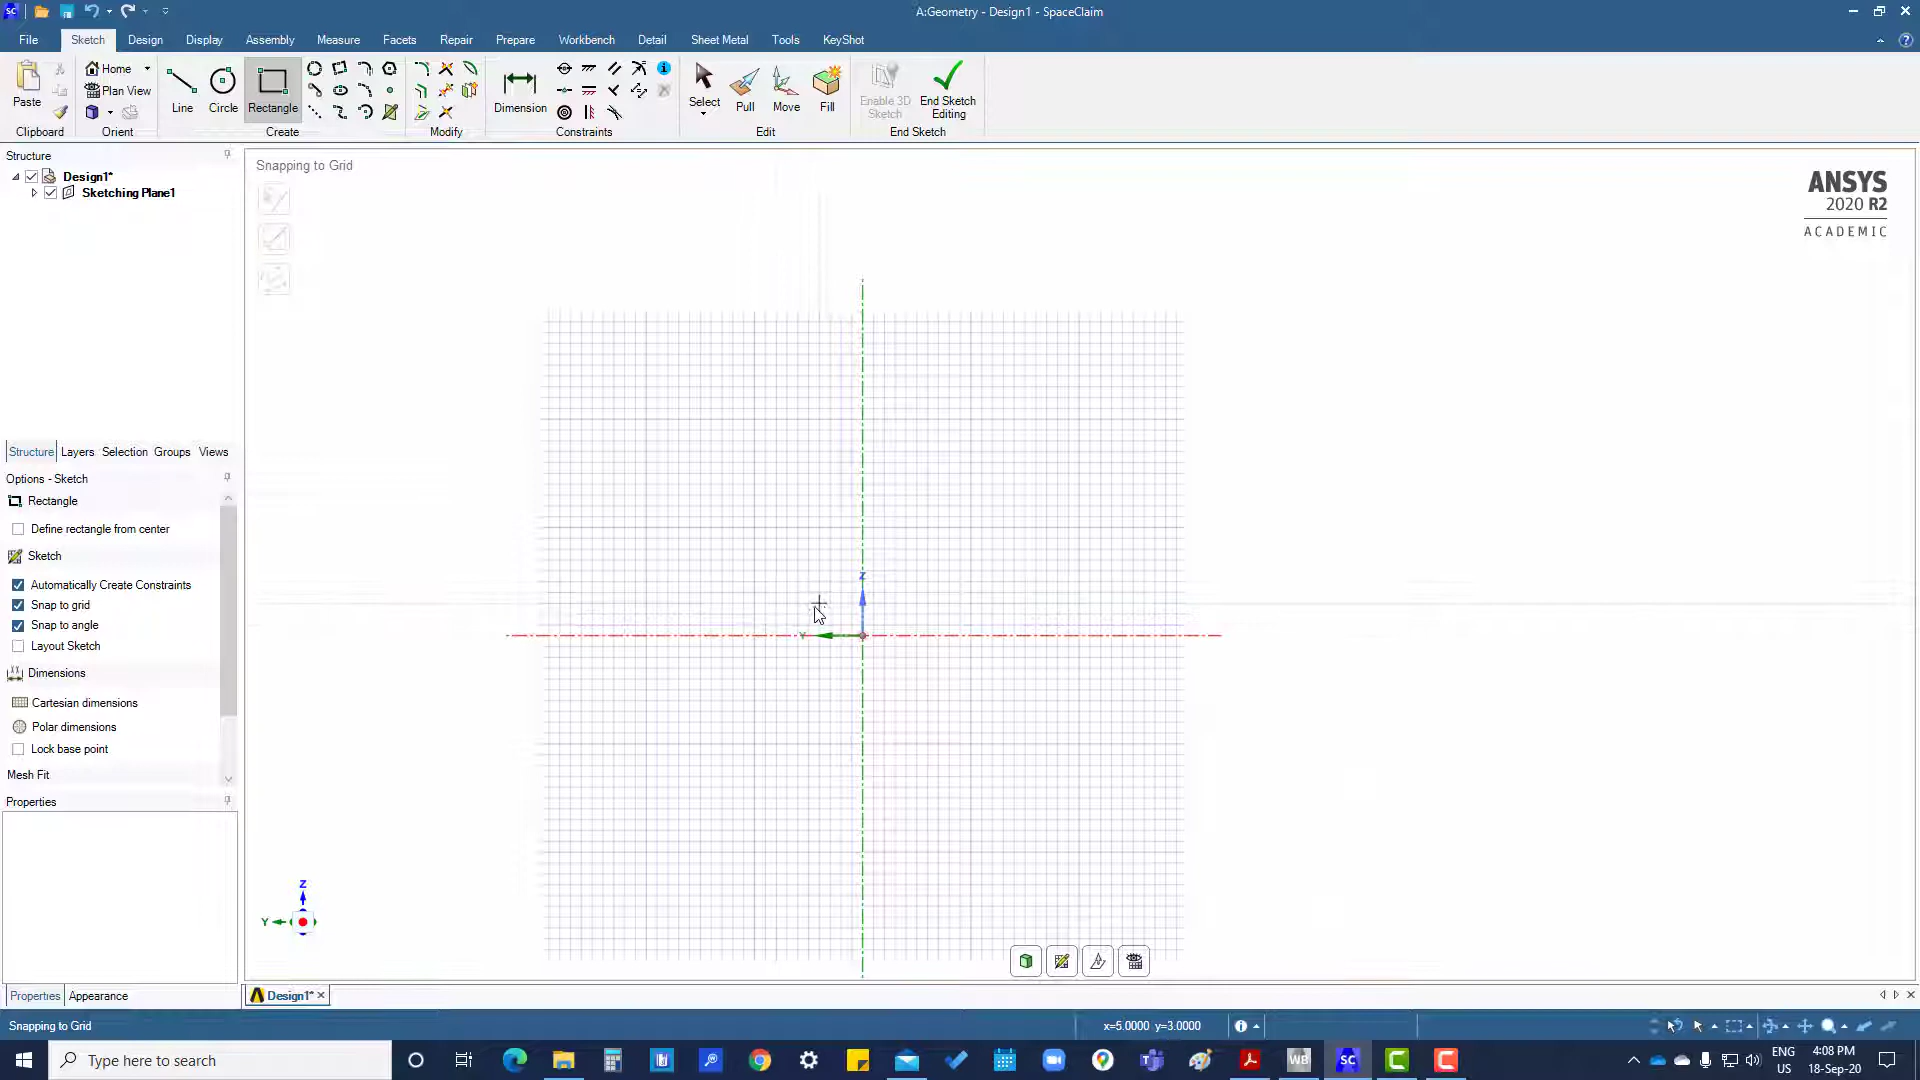 A:Geometry - Design1 - SpaceClaim
File Sketch Design Display Assembly Measure Facets Repair Prepare Workbench Detail Sheet Metal Tools KeyShot
Paste
Home
Plan View
Line Circle Rectangle
Dimension
Select Pull Move Fill
Enable 3D Sketch
End Sketch Editing
Clipboard Orient Create Modify Constraints Edit End Sketch
Structure
Design1*
Sketching Plane1
Snapping to Grid
ANSYS
2020 R2
ACADEMIC
Structure Layers Selection Groups Views
Options - Sketch
Rectangle
Define rectangle from center
Sketch
Automatically Create Constraints
Snap to grid
Snap to angle
Layout Sketch
Dimensions
Cartesian dimensions
Polar dimensions
Lock base point
Mesh Fit
Properties
Z
Y
Z
Y
Properties Appearance
Design1*
Snapping to Grid
x=5.0000 y=3.0000
Type here to search
ENG
US
4:08 PM
18-Sep-20